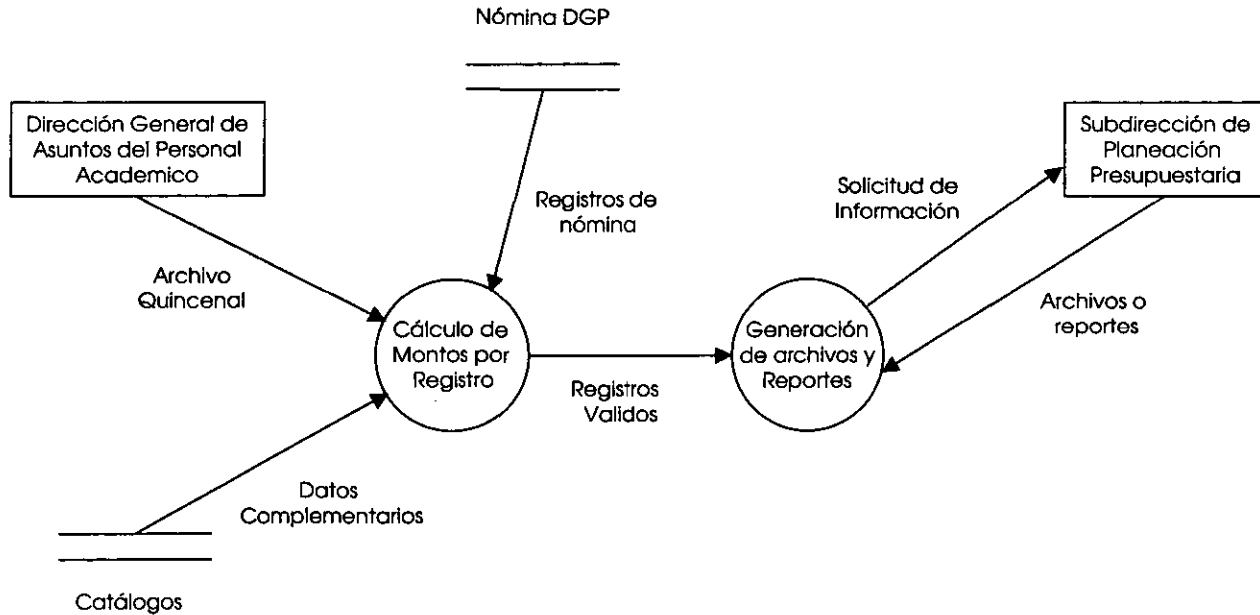 Nómina DGP
Dirección General de
Asuntos del Personal
Academico
Subdirección de
Planeación
Presupuestaria
Registros de
nómina
Solicitud de
Información
Archivo
Quincenal
Archivos o
reportes
Cálculo de
Montos por
Registro
Generación
de archivos y
Reportes
Registros
Validos
Datos
Complementarios
Catálogos